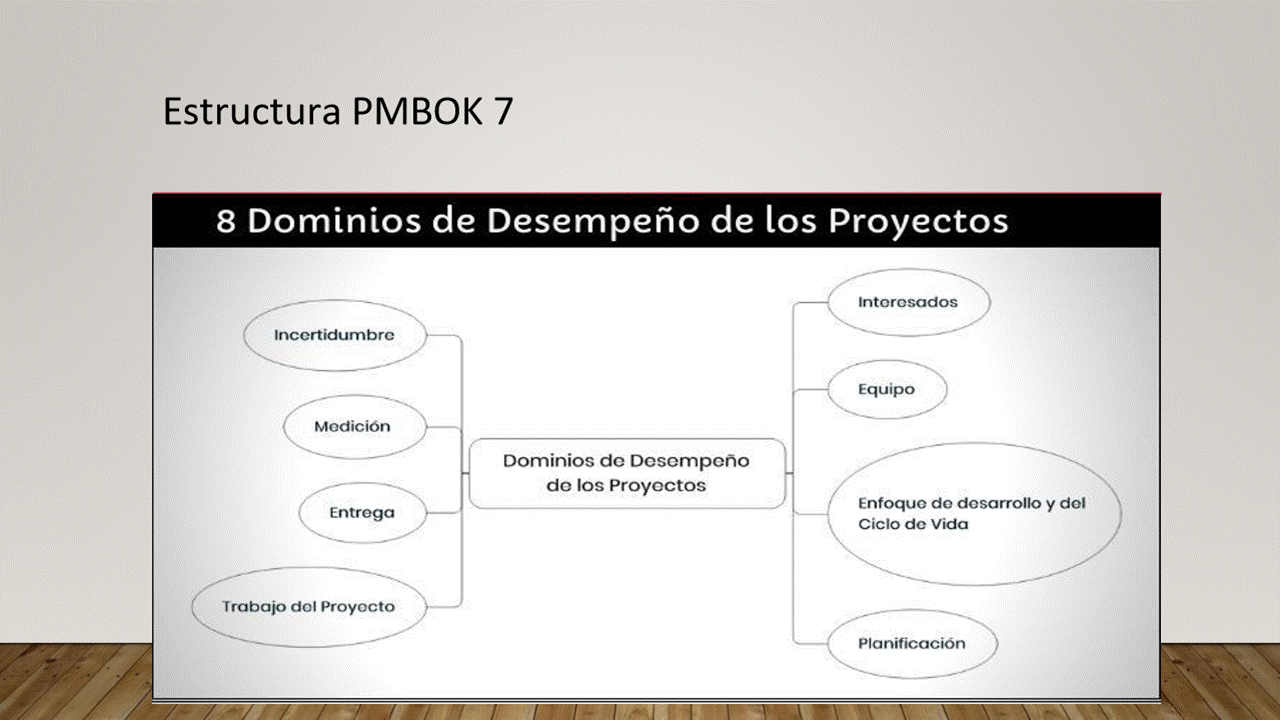 Estructura PMBOK 7
8 Dominios de Desempeño de los Proyectos
Incertidumbre
Medición
Entrega
Trabajo del Proyecto
Dominios de Desempeño
de los Proyectos
Interesados
Equipo
Enfoque de desarrollo y del
Ciclo de Vida
Planificación